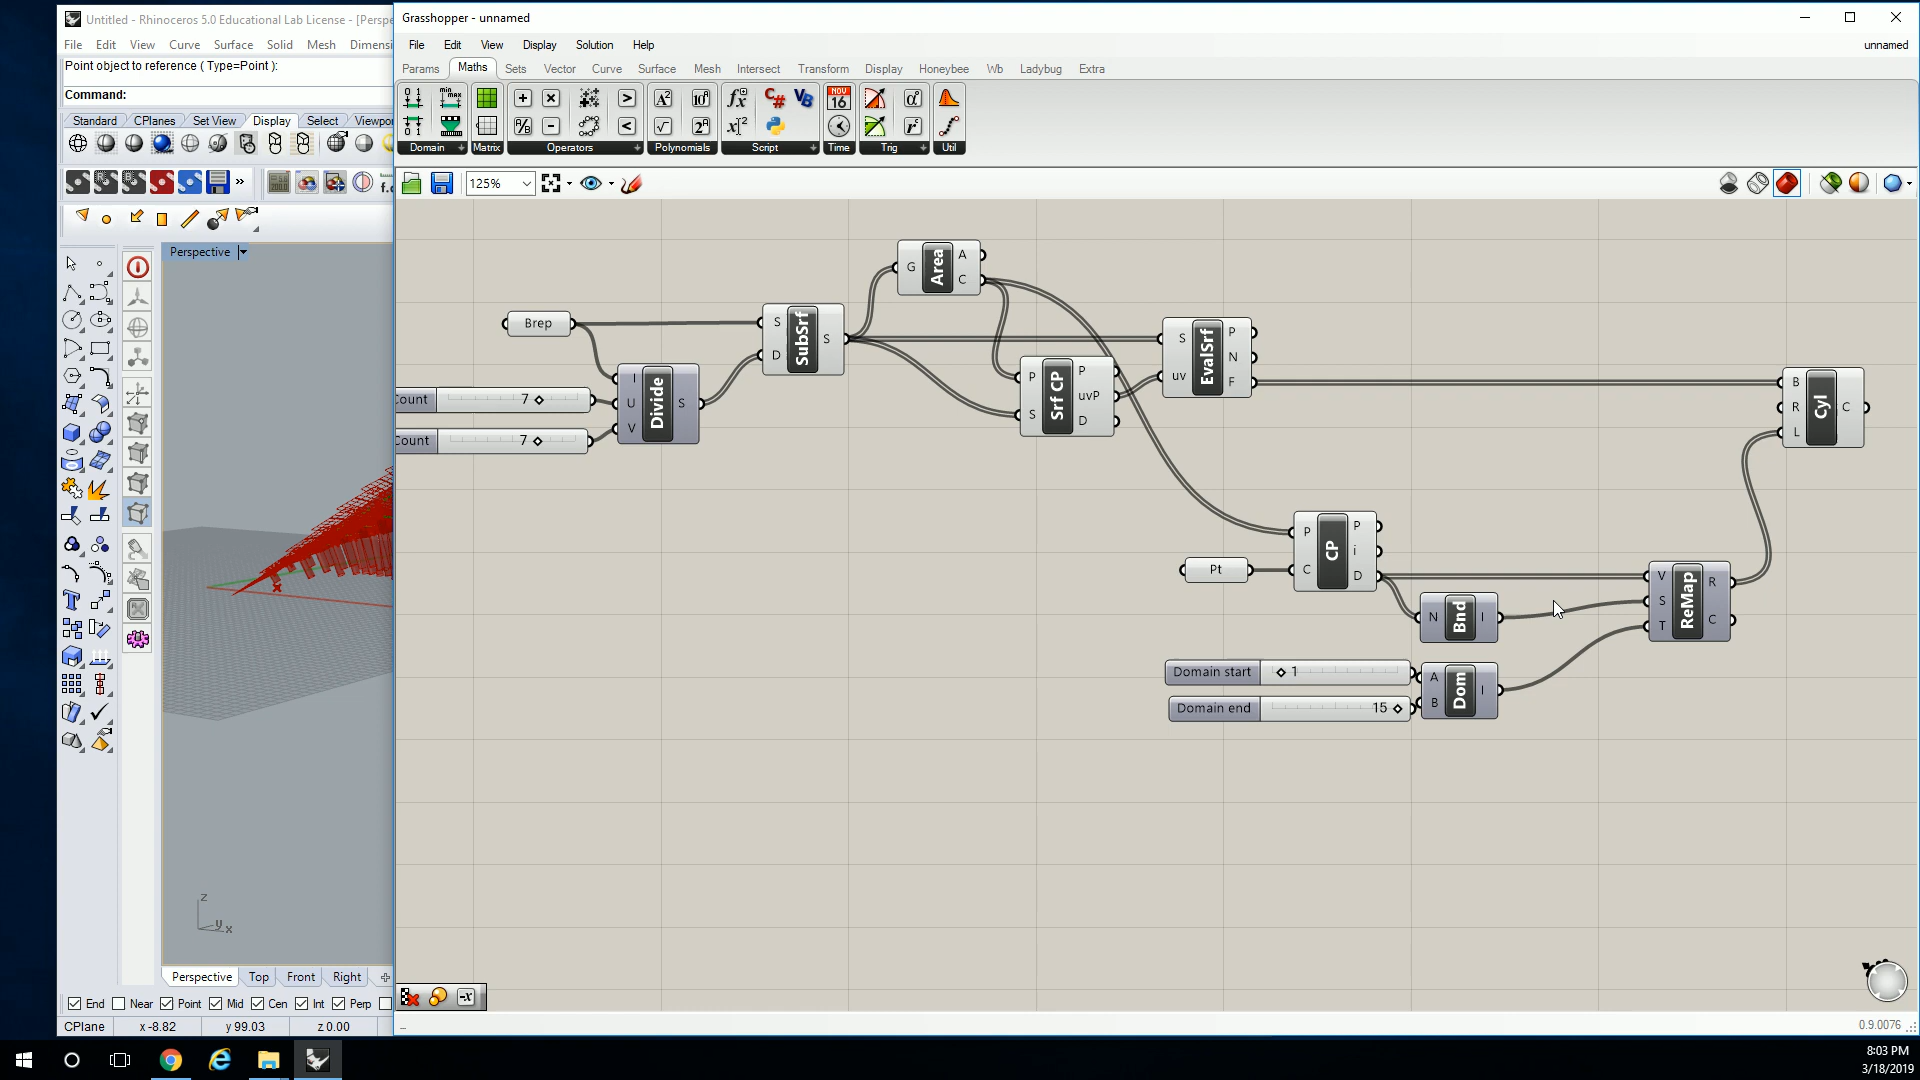 Untitled - Rhinoceros 5.0 Educational Lab License - [Perspe
File Edit View Curve Surface Solid Mesh Dimensi
Point object to reference ( Type=Point ):
Command:
Standard CPlanes Set View Display Select Viewpor
Perspective
z
y x
Perspective Top Front Right
End Near Point Mid Cen Int Perp
CPlane x -8.82 y 99.03 z 0.00
Grasshopper - unnamed
File Edit View Display Solution Help unnamed
Params Maths Sets Vector Curve Surface Mesh Intersect Transform Display Honeybee Wb Ladybug Extra
Domain Matrix Operators Polynomials Script Time Trig Util
125%
G Area A C
Brep
S D SubSrf S
I U V Divide S
Count 7
Count 7
P S Srf CP P uvP D
S uv EvalSrf P N F
B R L Cyl C
Pt
P C CP P i D
N Bnd I
V S T ReMap R C
Domain start 1
Domain end 15
A B Dom I
0.9.0076
8:03 PM
3/18/2019